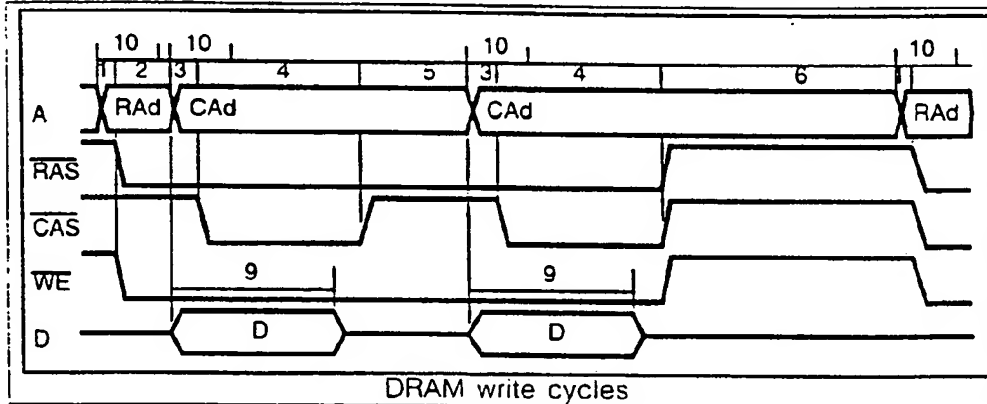 10 10 10 10
1 2 3 4 5 3 4 6 1
A RAd CAd CAd RAd
RAS
CAS
WE
9 9
D D D
DRAM write cycles